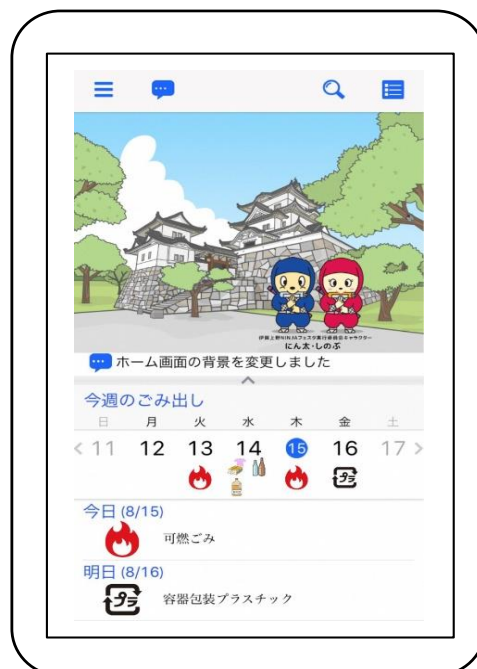 伊賀上野NINJAフェスタ実行委員会キャラクター
にん太・しのぶ
ホーム画面の背景を変更しました
今週のごみ出し
日 月 火 水 木 金 土
< 11 12 13 14 15 16 17 >
プラ
今日 (8/15)
可燃ごみ
明日 (8/16)
プラ 容器包装プラスチック